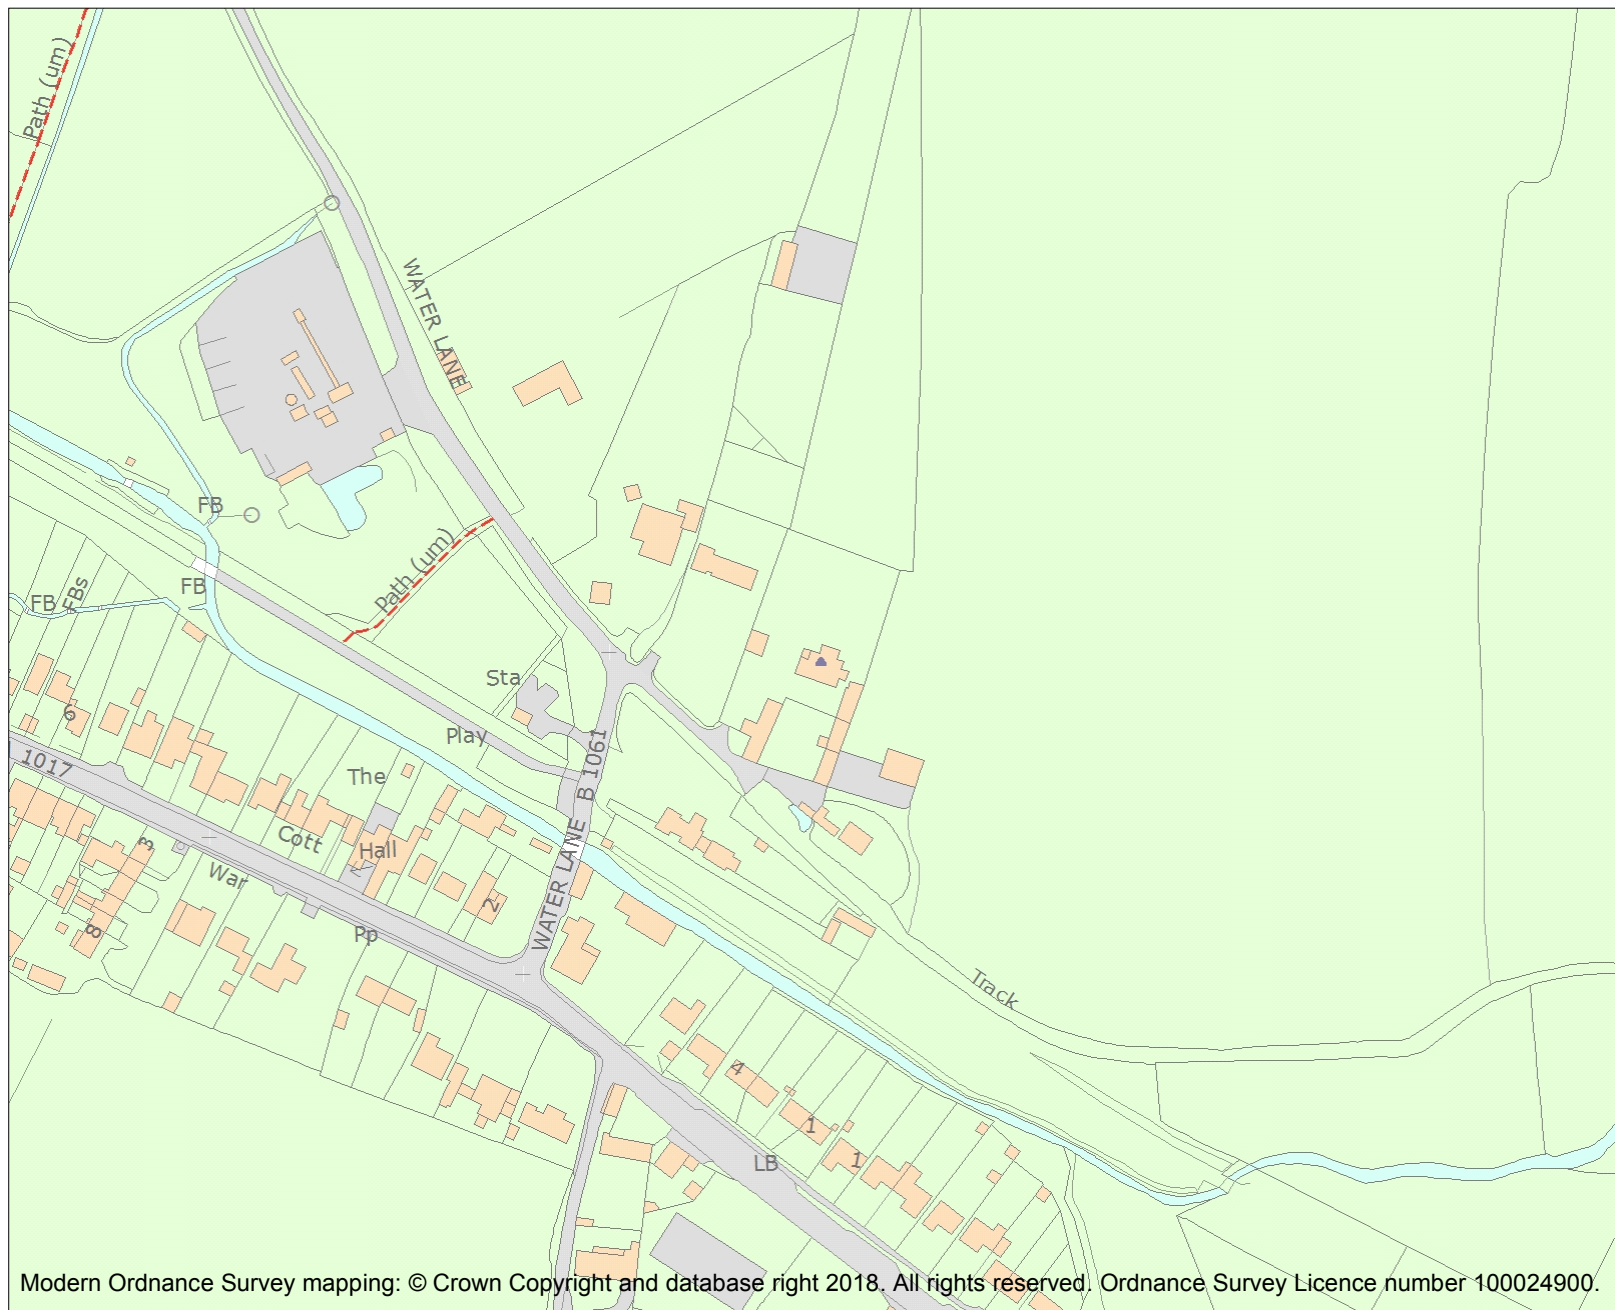 Path (um)
WATER LANE
FB
Path (um)
FB
FB
FBs
Sta
6
Play
B 1061
1017
The
WATER LANE
Cott
Hall
3
War
2
8
Pp
Track
4
1
1
LB
Modern Ordnance Survey mapping: © Crown Copyright and database right 2018. All rights reserved. Ordnance Survey Licence number 100024900.